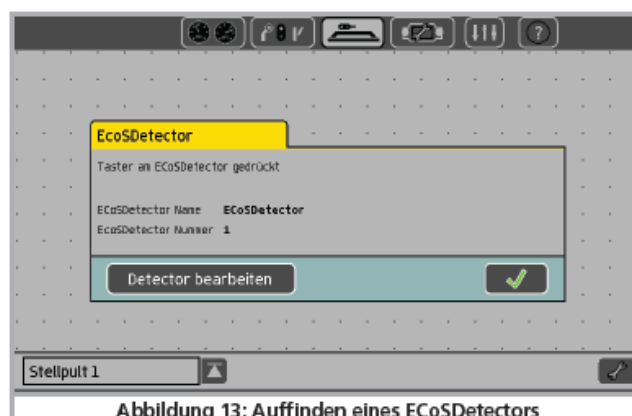 ?
EcoSDetector
Taster am ECoSDetector gedrückt
ECoSDetector Name ECoSDetector
EcoSDetector Nummer 1
Detector bearbeiten
Stellpult 1
Abbildung 13: Auffinden eines ECoSDetectors